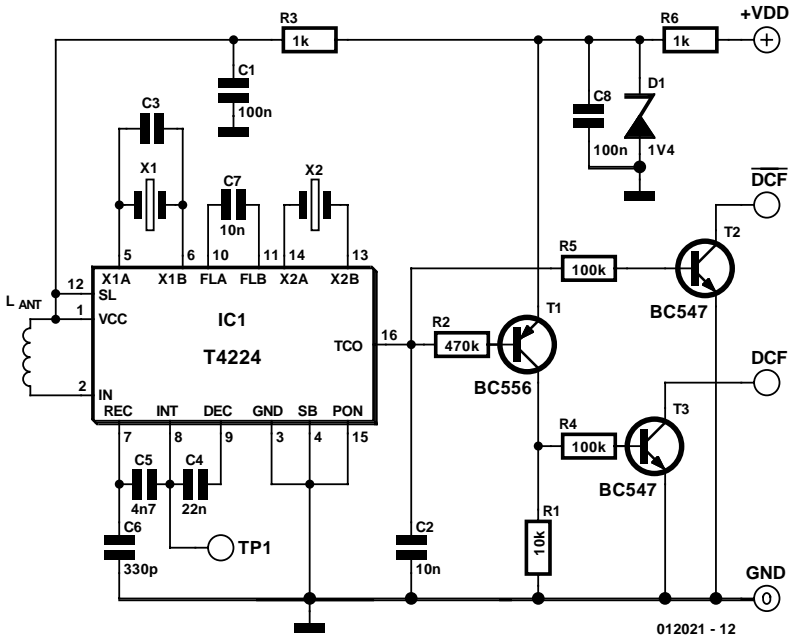 +VDD
R3
1k
R6
1k
C1
100n
C8
100n
D1
1V4
C3
X1
C7
10n
X2
DCF
T2
BC547
R5
100k
5
6
10
11
14
13
X1A
X1B
FLA
FLB
X2A
X2B
12
SL
L ANT
1
VCC
IC1
T4224
TCO
16
R2
470k
T1
BC556
2
IN
REC
INT
DEC
GND
SB
PON
7
8
9
3
4
15
DCF
T3
BC547
R4
100k
C5
4n7
C4
22n
C6
330p
TP1
C2
10n
R1
10k
GND
0
012021 - 12